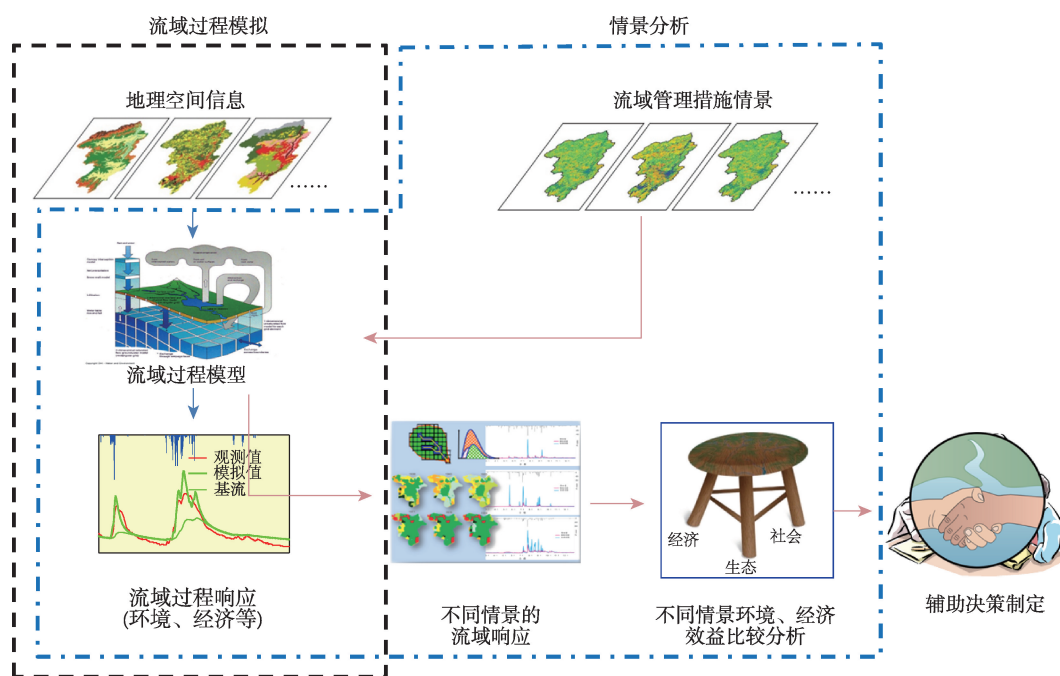 流域过程模拟
情景分析
地理空间信息
……
流域管理措施情景
……
流域过程模型
观测值
模拟值
基流
流域过程响应
(环境、经济等)
不同情景的
流域响应
经济
社会
生态
不同情景环境、经济
效益比较分析
辅助决策制定